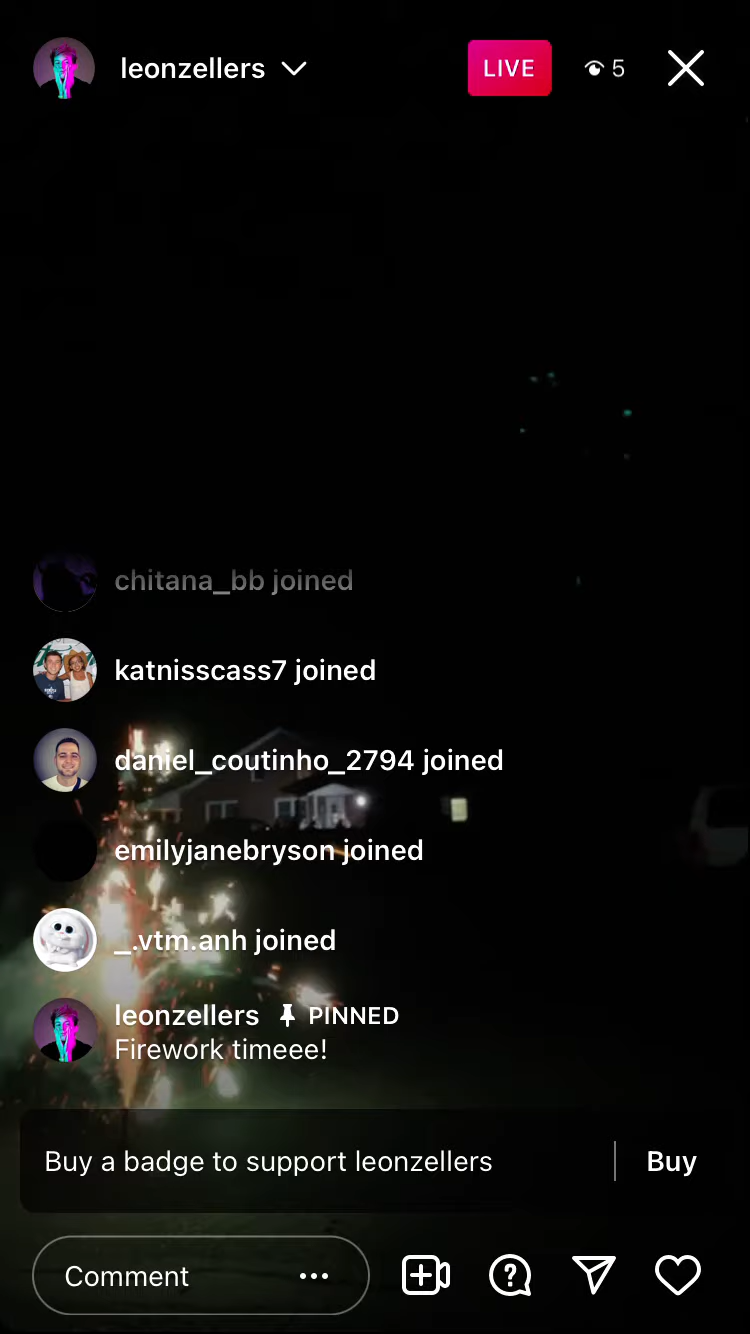 leonzellers
LIVE
5
chitana_bb joined
katnisscass7 joined
daniel_coutinho_2794 joined
emilyjanebryson joined
_.vtm.anh joined
leonzellers PINNED
Firework timeee!
Buy a badge to support leonzellers
Buy
Comment